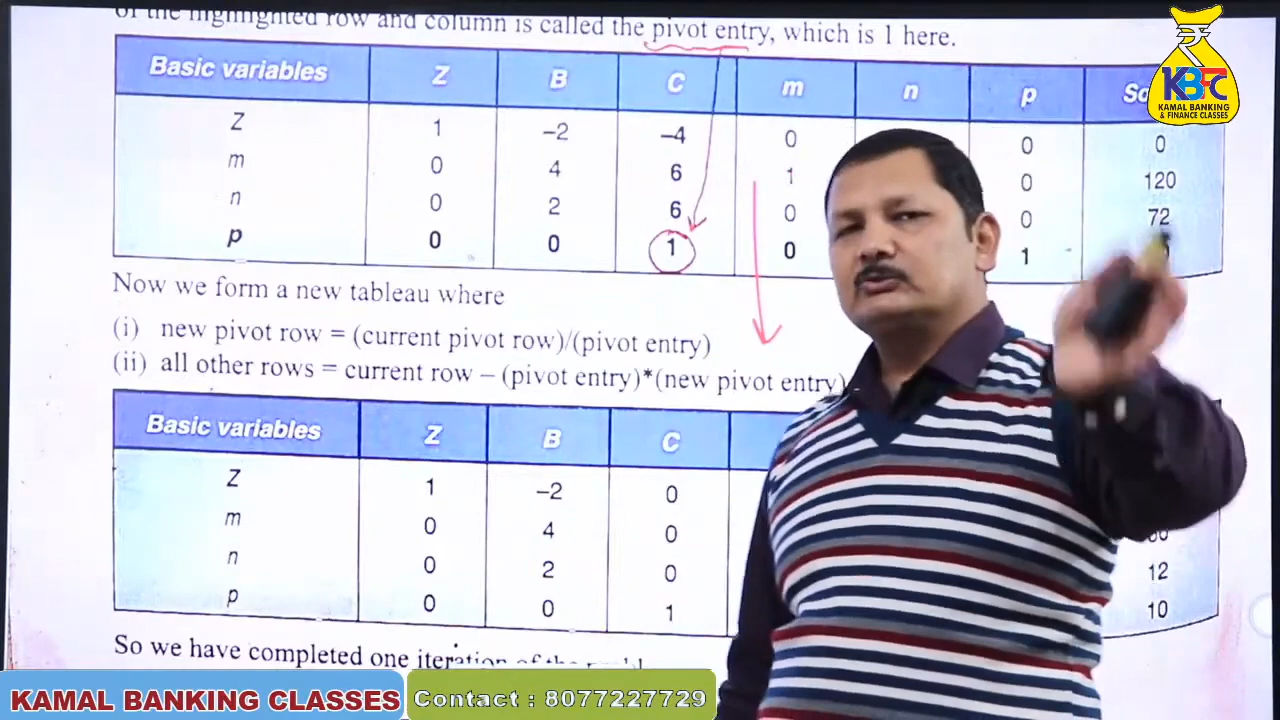 of the highlighted row and column is called the pivot entry, which is 1 here.
KBFC
KAMAL BANKING
& FINANCE CLASSES
Basic variables Z B C m n p
Z 1 –2 –4 0 0 0
m 0 4 6 1 0 120
n 0 2 6 0 0 72
p 0 0 1 0 1
Now we form a new tableau where
(i) new pivot row = (current pivot row)/(pivot entry)
(ii) all other rows = current row – (pivot entry)*(new pivot entry)
Basic variables Z B C
Z 1 –2 0
m 0 4 0
n 0 2 0 12
p 0 0 1 10
So we have completed one iteration of the
KAMAL BANKING CLASSES
Contact : 8077227729